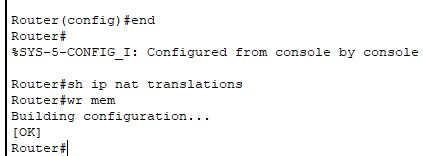 Router(config)#end
Router#
%SYS-5-CONFIG_I: Configured from console by console
Router#sh ip nat translations
Router#wr mem
Building configuration...
[OK]
Router#